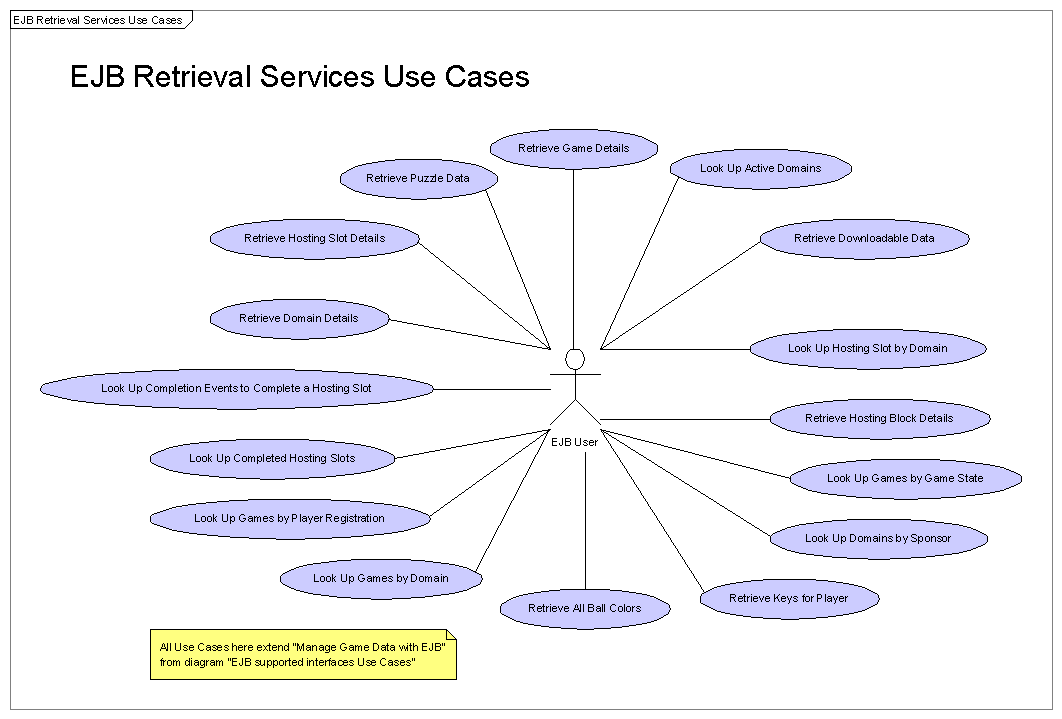 EJB Retrieval Services Use Cases
EJB Retrieval Services Use Cases
Retrieve Game Details
Look Up Active Domains
Retrieve Puzzle Data
Retrieve Hosting Slot Details
Retrieve Downloadable Data
Retrieve Domain Details
Look Up Hosting Slot by Domain
Look Up Completion Events to Complete a Hosting Slot
Retrieve Hosting Block Details
EJB User
Look Up Completed Hosting Slots
Look Up Games by Game State
Look Up Games by Player Registration
Look Up Domains by Sponsor
Look Up Games by Domain
Retrieve All Ball Colors
Retrieve Keys for Player
All Use Cases here extend "Manage Game Data with EJB"
from diagram "EJB supported interfaces Use Cases"